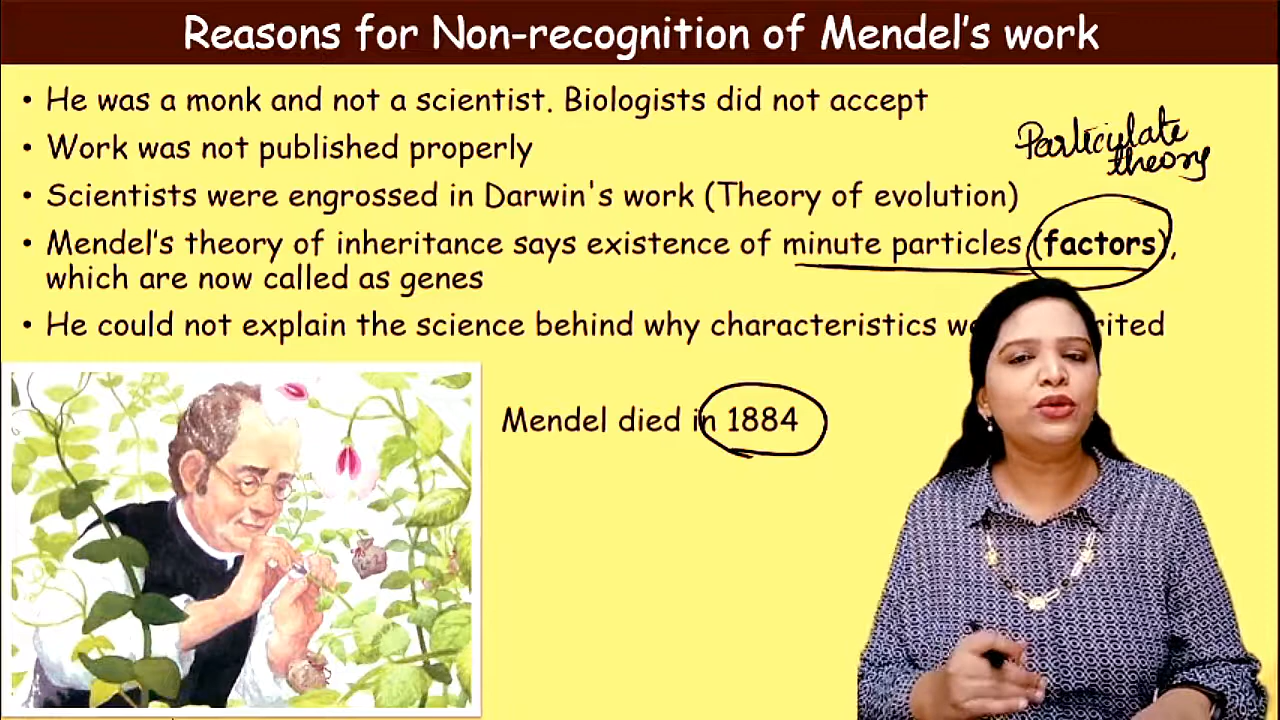 Reasons for Non-recognition of Mendel's work
• He was a monk and not a scientist. Biologists did not accept
• Work was not published properly
Particulate
theory
• Scientists were engrossed in Darwin's work (Theory of evolution)
• Mendel's theory of inheritance says existence of minute particles (factors),
which are now called as genes
• He could not explain the science behind why characteristics
Mendel died in 1884